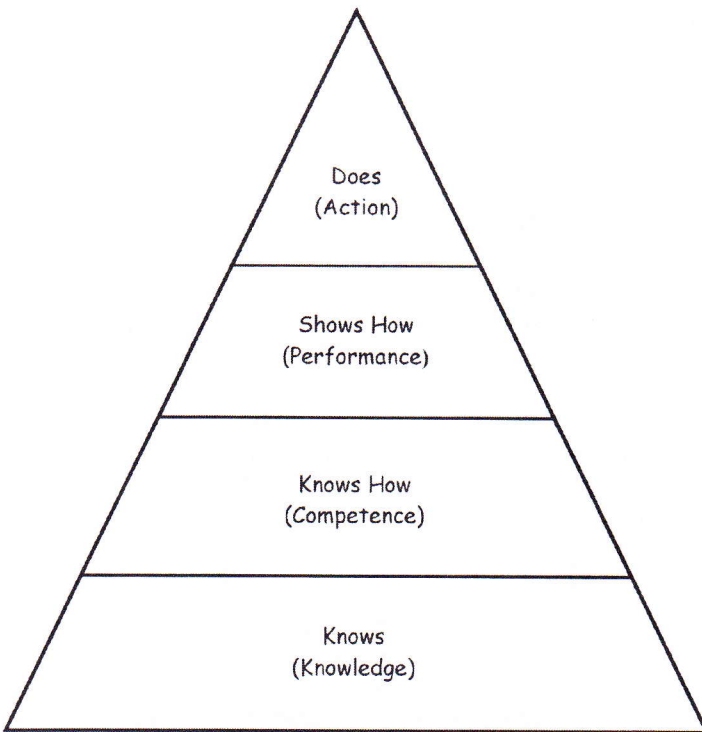 Does
(Action)
Shows How
(Performance)
Knows How
(Competence)
Knows
(Knowledge)